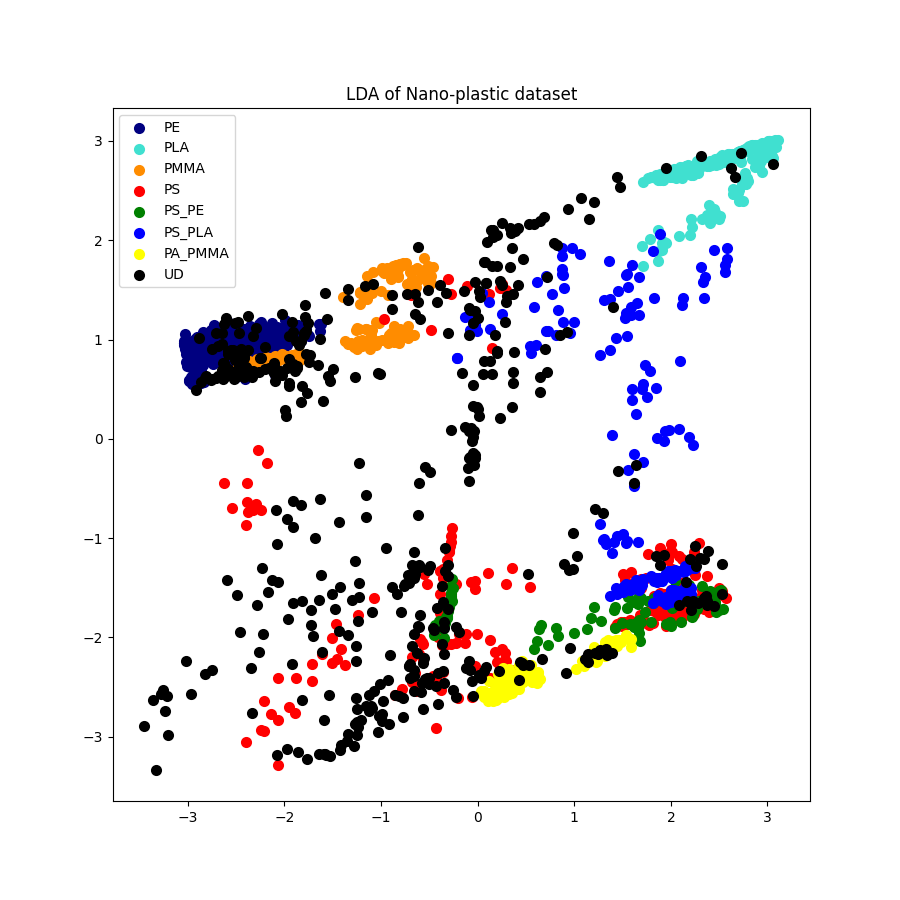 LDA of Nano-plastic dataset
PE
PLA
PMMA
PS
PS_PE
PS_PLA
PA_PMMA
UD
3
2
1
0
−1
−2
−3
−3 −2 −1 0 1 2 3